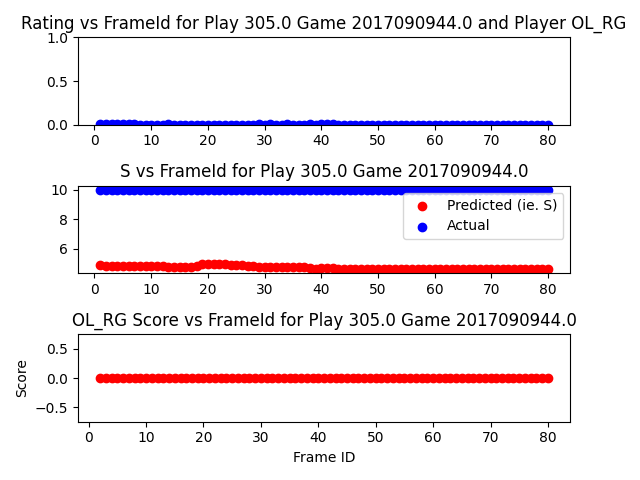 Rating vs FrameId for Play 305.0 Game 2017090944.0 and Player OL_RG
1.0
0.5
0.0
0 10 20 30 40 50 60 70 80
S vs FrameId for Play 305.0 Game 2017090944.0
10
8
6
Predicted (ie. S)
Actual
0 10 20 30 40 50 60 70 80
OL_RG Score vs FrameId for Play 305.0 Game 2017090944.0
Score
0.5
0.0
−0.5
0 10 20 30 40 50 60 70 80
Frame ID